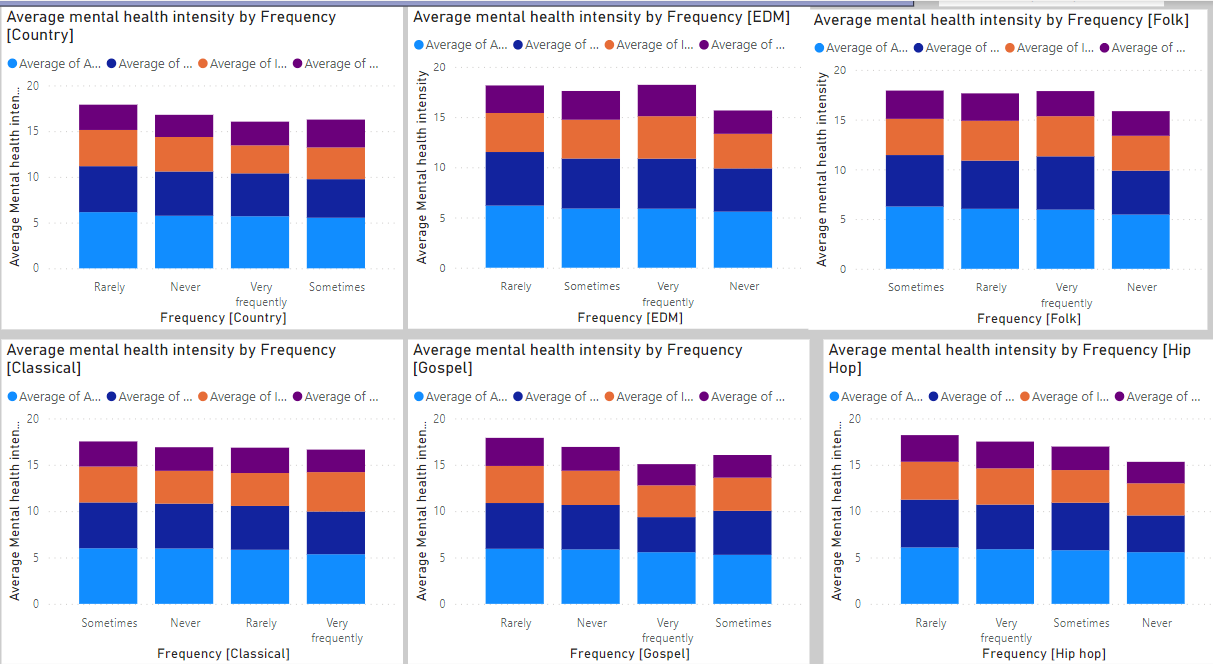 Average mental health intensity by Frequency
[Country]
Average of A... Average of ... Average of I... Average of ...
Average Mental health inten...
20
15
10
5
0
Rarely Never Very frequently Sometimes
Frequency [Country]
Average mental health intensity by Frequency [EDM]
Average of A... Average of ... Average of I... Average of ...
Average Mental health intensity
20
15
10
5
0
Rarely Sometimes Very frequently Never
Frequency [EDM]
Average mental health intensity by Frequency [Folk]
Average of A... Average of ... Average of I... Average of ...
Average mental health intensity
20
15
10
5
0
Sometimes Rarely Very frequently Never
Frequency [Folk]
Average mental health intensity by Frequency
[Classical]
Average of A... Average of ... Average of I... Average of ...
Average Mental health inten...
20
15
10
5
0
Sometimes Never Rarely Very frequently
Frequency [Classical]
Average mental health intensity by Frequency
[Gospel]
Average of A... Average of ... Average of I... Average of ...
Average Mental health inten...
20
15
10
5
0
Rarely Never Very frequently Sometimes
Frequency [Gospel]
Average mental health intensity by Frequency [Hip
Hop]
Average of A... Average of ... Average of I... Average of ...
Average Mental health inten...
20
15
10
5
0
Rarely Very frequently Sometimes Never
Frequency [Hip hop]